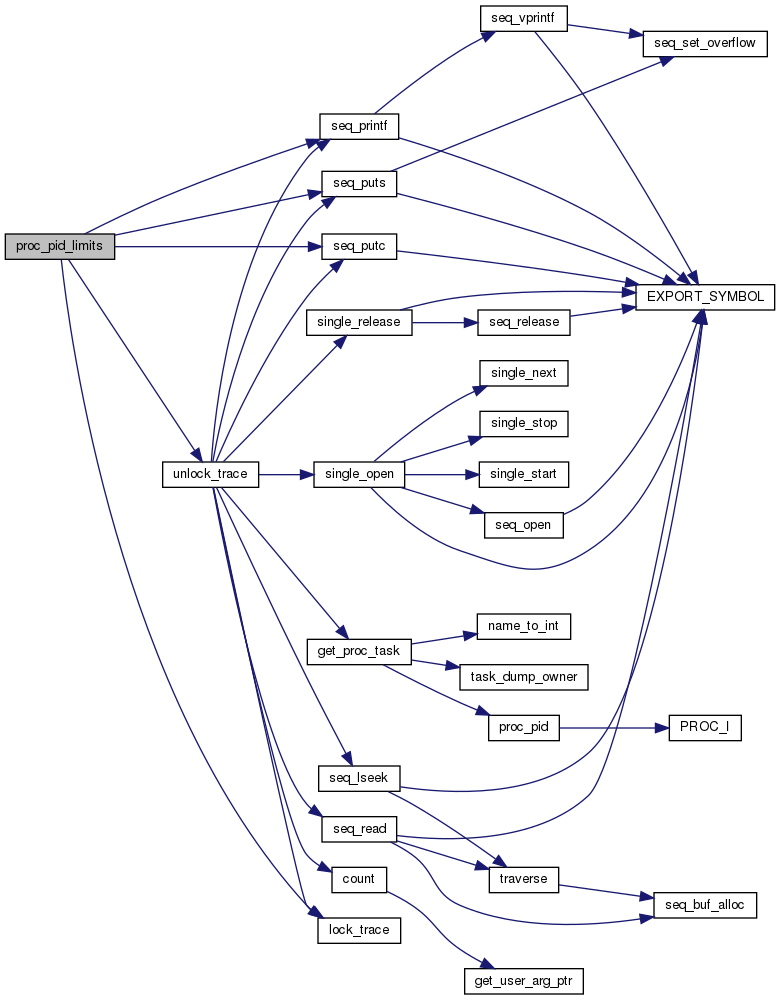 seq_vprintf
seq_set_overflow
seq_printf
seq_puts
proc_pid_limits
seq_putc
EXPORT_SYMBOL
single_release
seq_release
single_next
single_stop
unlock_trace
single_open
single_start
seq_open
name_to_int
get_proc_task
task_dump_owner
proc_pid
PROC_I
seq_lseek
seq_read
count
traverse
seq_buf_alloc
lock_trace
get_user_arg_ptr